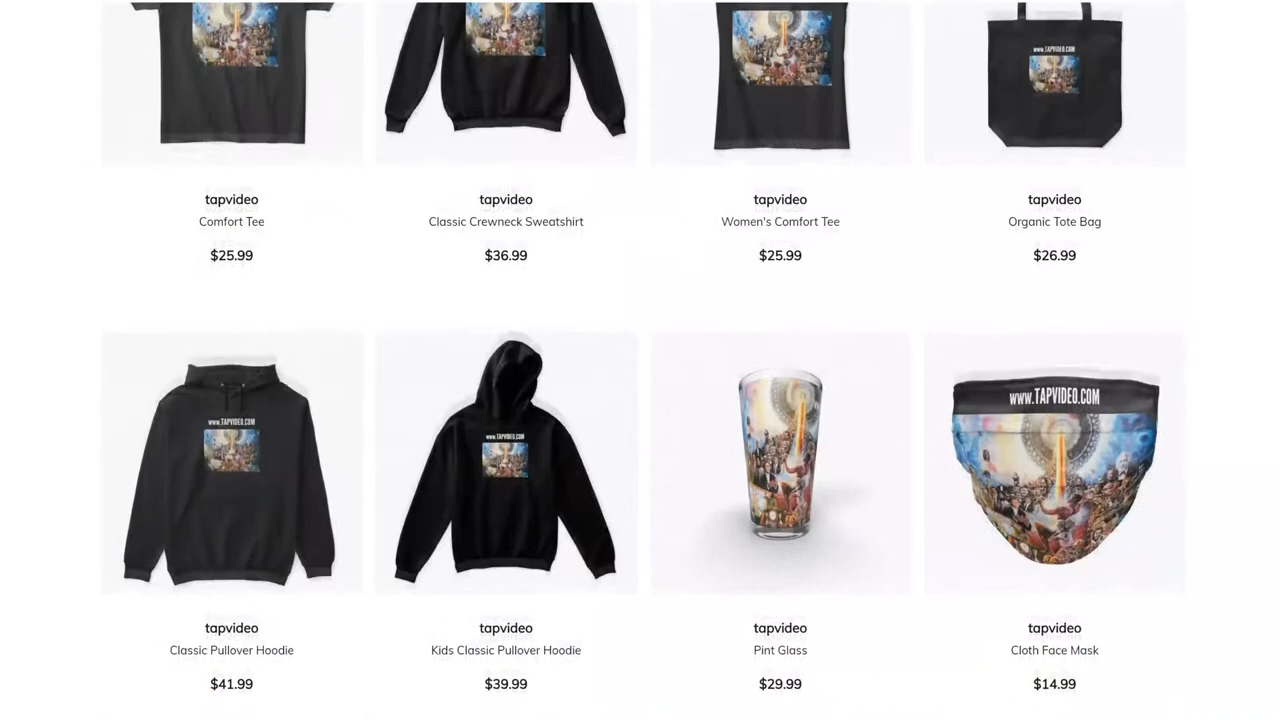 www.TAPVIDEO.COM
tapvideo
Comfort Tee
$25.99
tapvideo
Classic Crewneck Sweatshirt
$36.99
tapvideo
Women's Comfort Tee
$25.99
tapvideo
Organic Tote Bag
$26.99
www.TAPVIDEO.COM
www.TAPVIDEO.COM
www.TAPVIDEO.COM
tapvideo
Classic Pullover Hoodie
$41.99
tapvideo
Kids Classic Pullover Hoodie
$39.99
tapvideo
Pint Glass
$29.99
tapvideo
Cloth Face Mask
$14.99